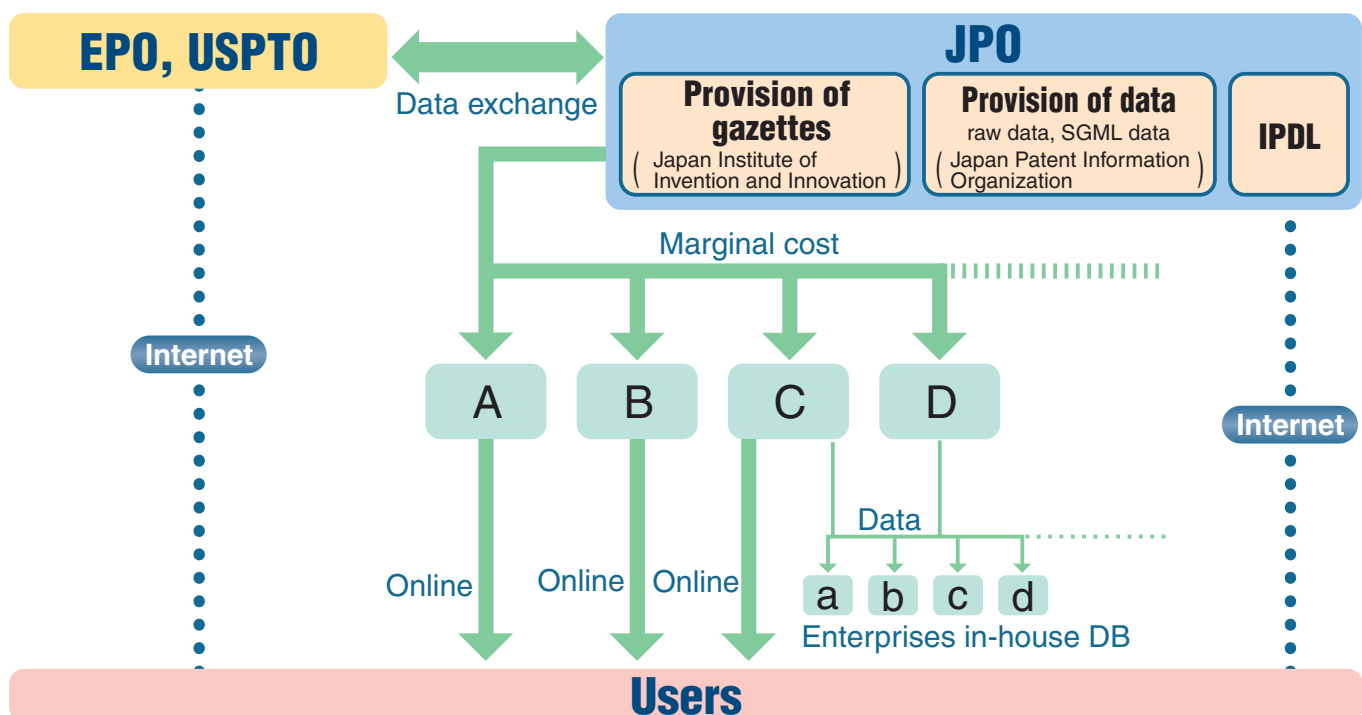 EPO, USPTO
Data exchange
JPO
Provision of
gazettes
( Japan Institute of
Invention and Innovation )
Provision of data
raw data, SGML data
( Japan Patent Information
Organization )
IPDL
Marginal cost
Internet
A
B
C
D
Internet
Data
Online
Online
Online
a
b
c
d
Enterprises in-house DB
Users